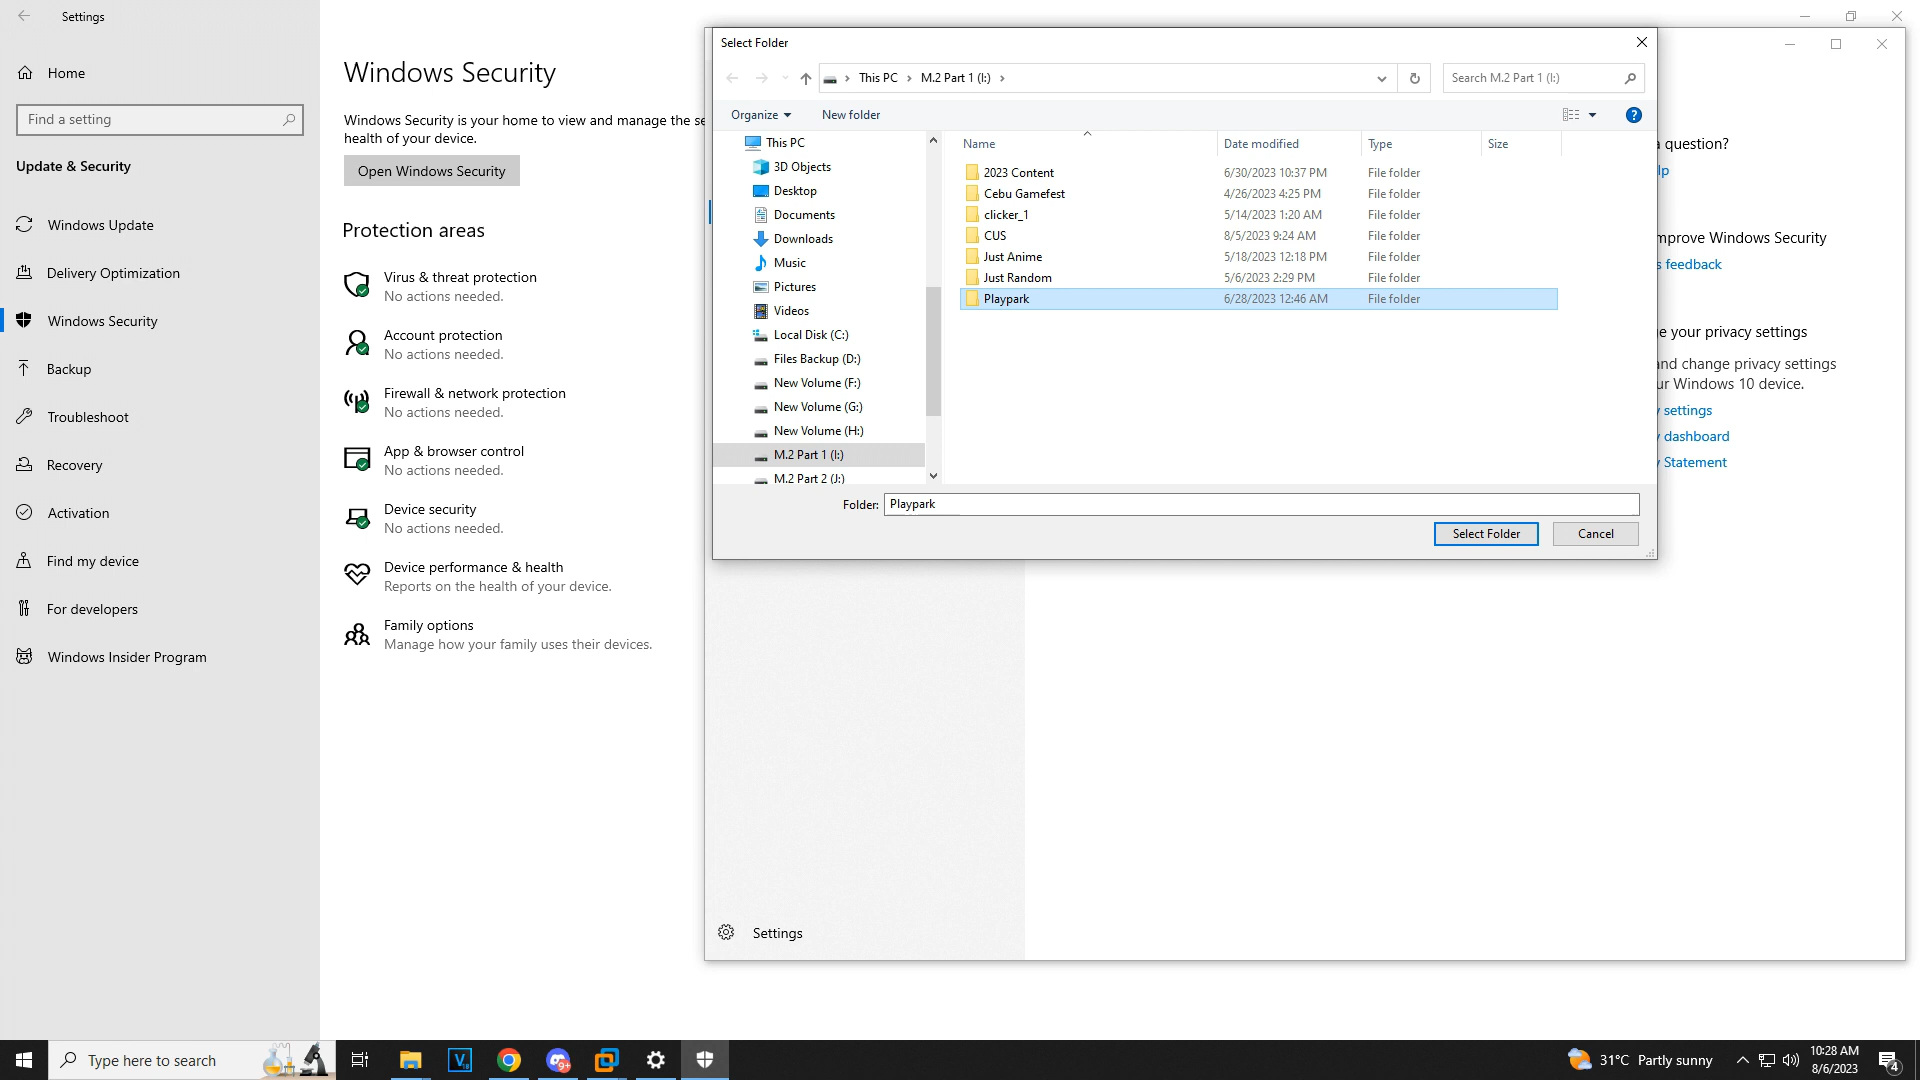 Settings
Home
Find a setting
Update & Security
Windows Update
Delivery Optimization
Windows Security
Backup
Troubleshoot
Recovery
Activation
Find my device
For developers
Windows Insider Program
Windows Security
Windows Security is your home to view and manage the se
health of your device.
Open Windows Security
Protection areas
Virus & threat protection
No actions needed.
Account protection
No actions needed.
Firewall & network protection
No actions needed.
App & browser control
No actions needed.
Device security
No actions needed.
Device performance & health
Reports on the health of your device.
Family options
Manage how your family uses their devices.
Select Folder
This PC > M.2 Part 1 (I:) >
Search M.2 Part 1 (I:)
Organize
New folder
This PC
3D Objects
Desktop
Documents
Downloads
Music
Pictures
Videos
Local Disk (C:)
Files Backup (D:)
New Volume (F:)
New Volume (G:)
New Volume (H:)
M.2 Part 1 (I:)
M.2 Part 2 (J:)
Name Date modified Type Size
2023 Content 6/30/2023 10:37 PM File folder
Cebu Gamefest 4/26/2023 4:25 PM File folder
clicker_1 5/14/2023 1:20 AM File folder
CUS 8/5/2023 9:24 AM File folder
Just Anime 5/18/2023 12:18 PM File folder
Just Random 5/6/2023 2:29 PM File folder
Playpark 6/28/2023 12:46 AM File folder
Folder: Playpark
Select Folder
Cancel
a question?
lp
mprove Windows Security
s feedback
e your privacy settings
and change privacy settings
ur Windows 10 device.
y settings
y dashboard
y Statement
Settings
Type here to search
31°C Partly sunny
10:28 AM
8/6/2023
4